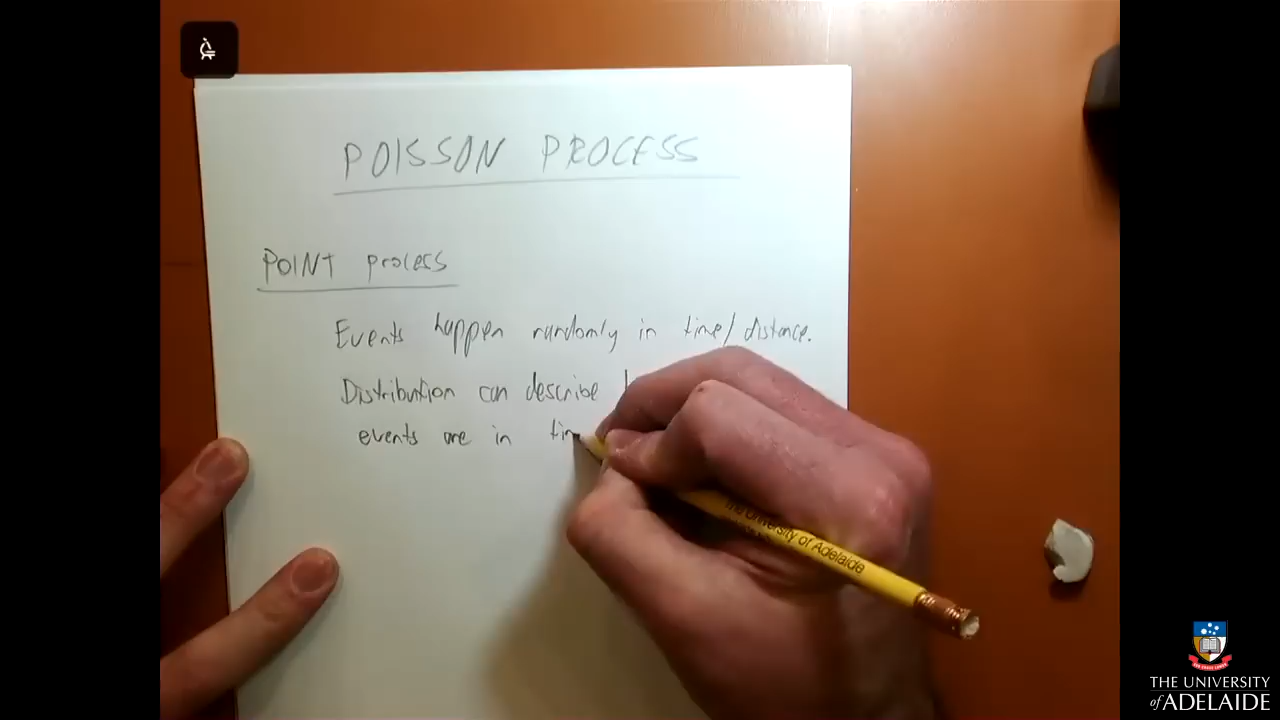 POISSON PROCESS
POINT process
Events happen randomly in time/distance.
Distribution can describe
events are in
The University of Adelaide
THE UNIVERSITY
of ADELAIDE